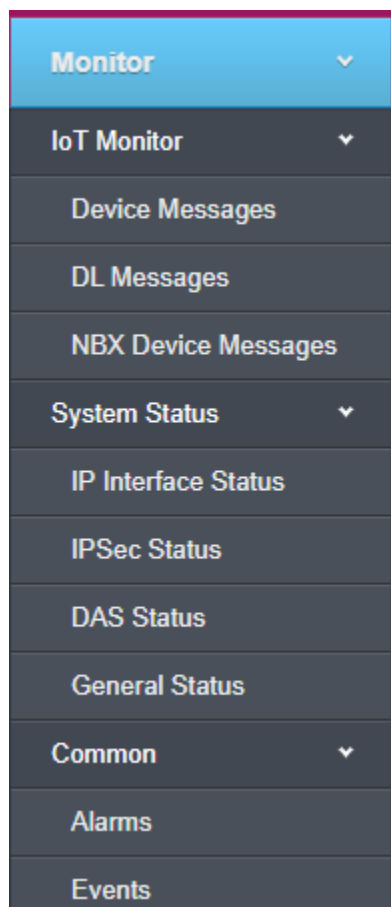 Monitor
IoT Monitor
Device Messages
DL Messages
NBX Device Messages
System Status
IP Interface Status
IPSec Status
DAS Status
General Status
Common
Alarms
Events